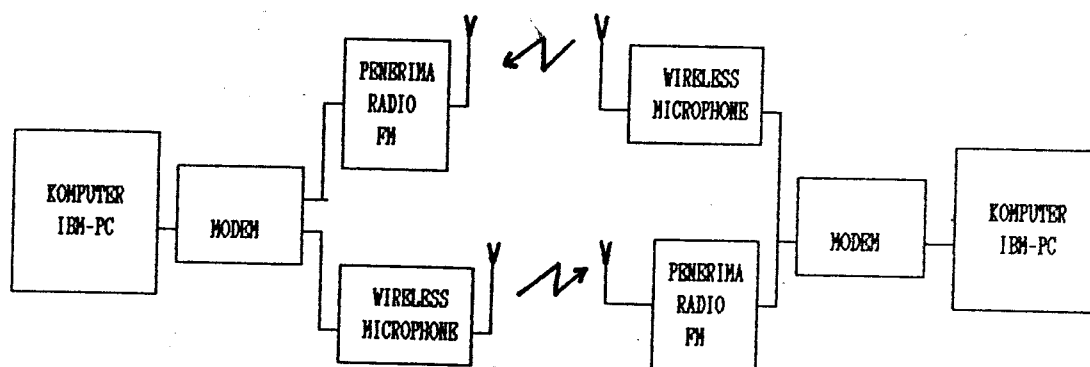 KOMPUTER
IBM-PC
MODEM
PENERIMA
RADIO
FM
WIRELESS
MICROPHONE
WIRELESS
MICROPHONE
PENERIMA
RADIO
FM
MODEM
KOMPUTER
IBM-PC